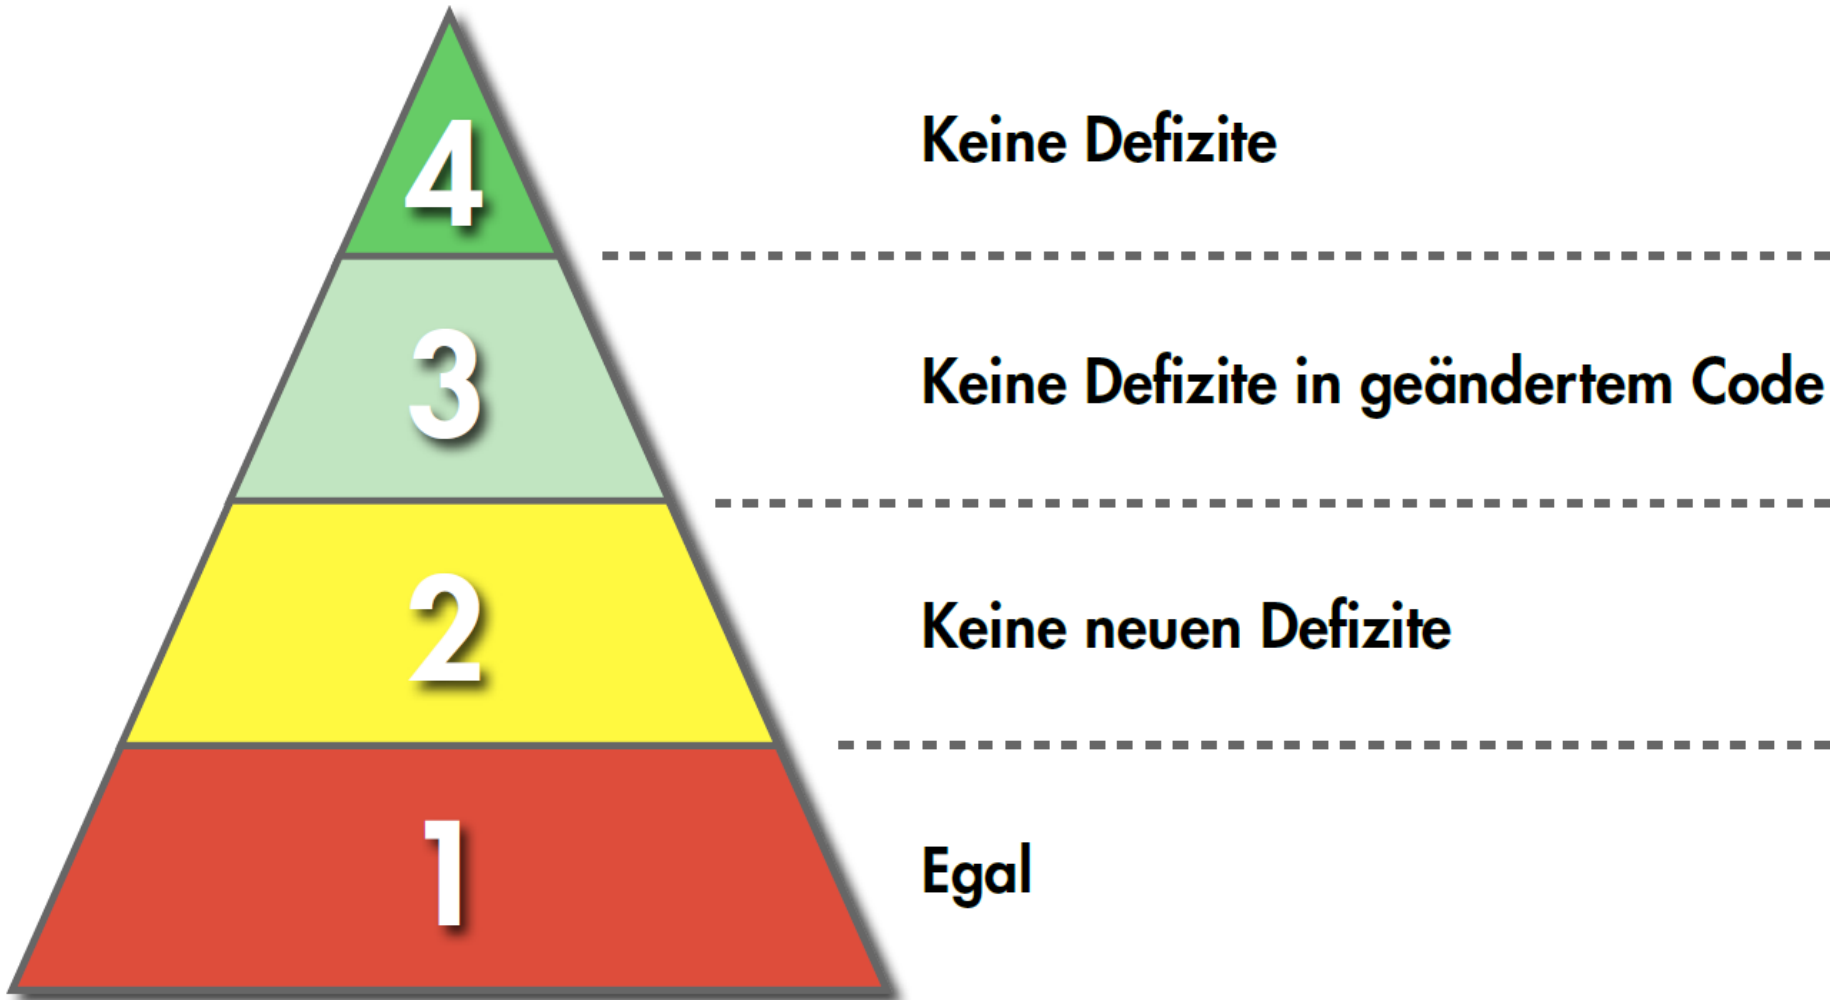 4
Keine Defizite
3
Keine Defizite in geändertem Code
2
Keine neuen Defizite
1
Egal